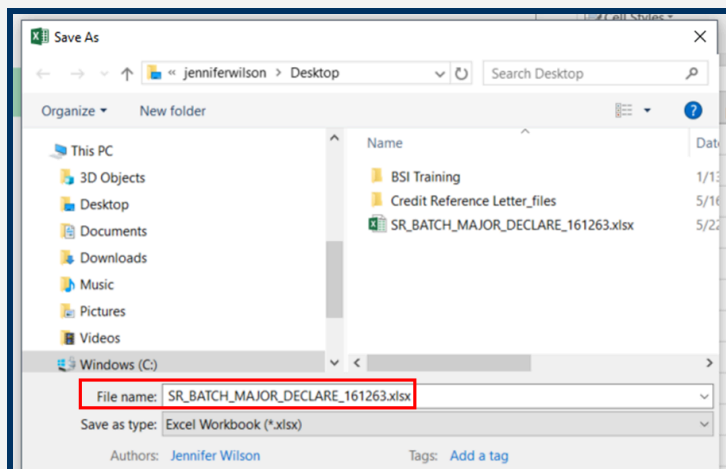 Cell Styles
Save As
« jenniferwilson > Desktop
Search Desktop
Organize
New folder
This PC
3D Objects
Desktop
Documents
Downloads
Music
Pictures
Videos
Windows (C:)
Name
Dat
BSI Training
1/13
Credit Reference Letter_files
5/16
SR_BATCH_MAJOR_DECLARE_161263.xlsx
5/22
File name: SR_BATCH_MAJOR_DECLARE_161263.xlsx
Save as type: Excel Workbook (*.xlsx)
Authors: Jennifer Wilson
Tags: Add a tag